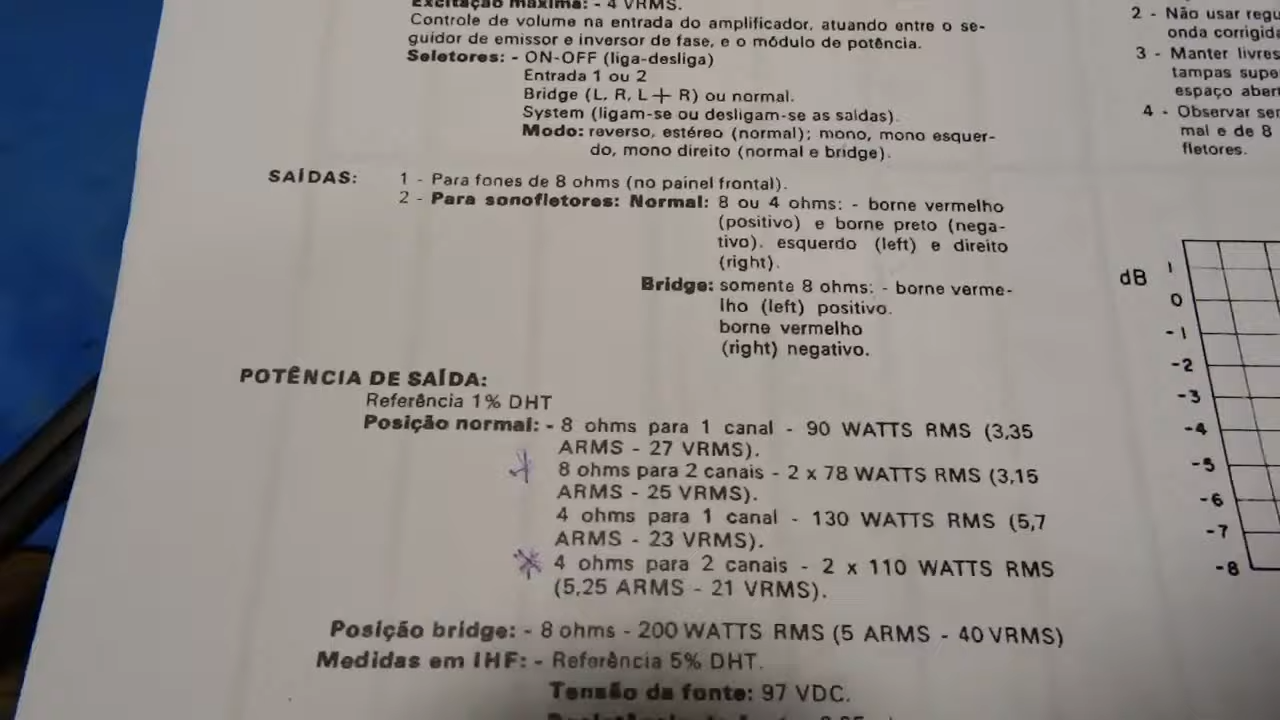 Excitação máxima: - 4 VRMS.
Controle de volume na entrada do amplificador, atuando entre o se-
guidor de emissor e inversor de fase, e o módulo de potência.
Seletores: - ON-OFF (liga-desliga)
Entrada 1 ou 2
Bridge (L, R, L + R) ou normal.
System (ligam-se ou desligam-se as saídas).
Modo: reverso, estéreo (normal); mono, mono esquer-
do, mono direito (normal e bridge).
SAÍDAS: 1 - Para fones de 8 ohms (no painel frontal).
2 - Para sonofletores: Normal: 8 ou 4 ohms: - borne vermelho
(positivo) e borne preto (nega-
tivo). esquerdo (left) e direito
(right).
Bridge: somente 8 ohms: - borne verme-
lho (left) positivo.
borne vermelho
(right) negativo.
POTÊNCIA DE SAÍDA:
Referência 1% DHT
Posição normal: - 8 ohms para 1 canal - 90 WATTS RMS (3,35
ARMS - 27 VRMS).
8 ohms para 2 canais - 2 x 78 WATTS RMS (3,15
ARMS - 25 VRMS).
4 ohms para 1 canal - 130 WATTS RMS (5,7
ARMS - 23 VRMS).
4 ohms para 2 canais - 2 x 110 WATTS RMS
(5,25 ARMS - 21 VRMS).
Posição bridge: - 8 ohms - 200 WATTS RMS (5 ARMS - 40 VRMS)
Medidas em IHF: - Referência 5% DHT.
Tensão da fonte: 97 VDC.
2 - Não usar regu
onda corrigida
3 - Manter livres
tampas supe
espaço aber
4 - Observar se
mal e de 8
fletores.
dB
1
0
-1
-2
-3
-4
-5
-6
-7
-8